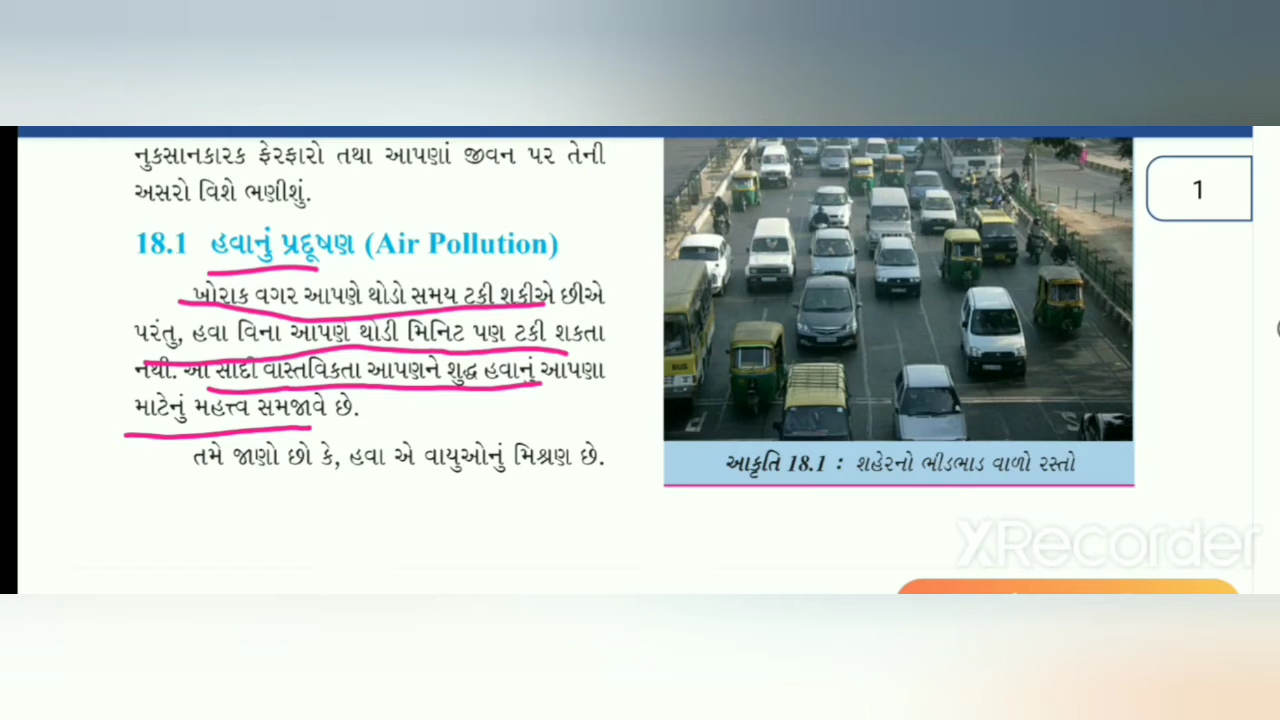 નુકસાનકારક ફેરફારો તથા આપણાં જીવન પર તેની
અસરો વિશે ભણીશું.
18.1 હવાનું પ્રદૂષણ (Air Pollution)
ખોરાક વગર આપણે થોડો સમય ટકી શકીએ છીએ
પરંતુ, હવા વિના આપણે થોડી મિનિટ પણ ટકી શકતા
નથી. આ સાદી વાસ્તવિકતા આપણને શુદ્ધ હવાનું આપણા
માટેનું મહત્ત્વ સમજાવે છે.
તમે જાણો છો કે, હવા એ વાયુઓનું મિશ્રણ છે.
BUS
આકૃતિ 18.1 : શહેરનો ભીડભાડ વાળો રસ્તો
1
XRecorder